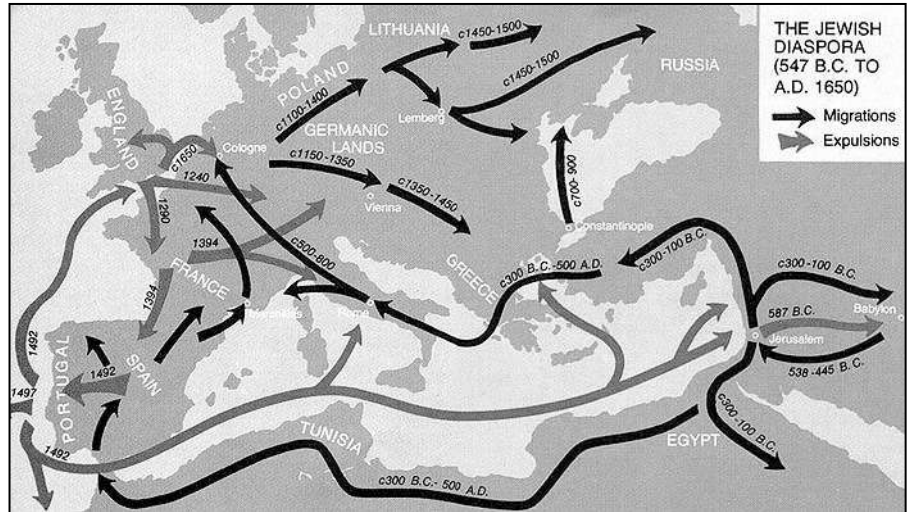 THE JEWISH
DIASPORA
(547 B.C. TO
A.D. 1650)
Migrations
Expulsions
LITHUANIA
c1450-1500
c1450-1500
RUSSIA
POLAND
c1100-1400
Lemberg
ENGLAND
GERMANIC
LANDS
Cologne
c1650
1240
c1150-1350
c1350-1450
Vienna
c700-900
Constantinople
1290
1394
FRANCE
c500-800
1394
GREECE
c300 B.C.-500 A.D.
c300-100 B.C.
c300-100 B.C.
587 B.C.
Babylon
Jerusalem
538-445 B.C.
Rome
1492
PORTUGAL
1492
SPAIN
1497
1492
TUNISIA
EGYPT
c300-100 B.C.
c300 B.C.- 500 A.D.